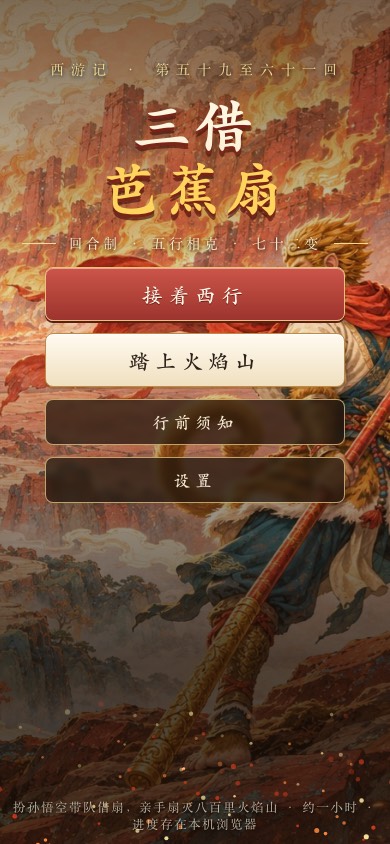 西游记 · 第五十九至六十一回
三借
芭蕉扇
回合制 · 五行相克 · 七十二变
接着西行
踏上火焰山
行前须知
设置
扮孙悟空带队借扇，亲手扇灭八百里火焰山 · 约一小时 ·
进度存在本机浏览器